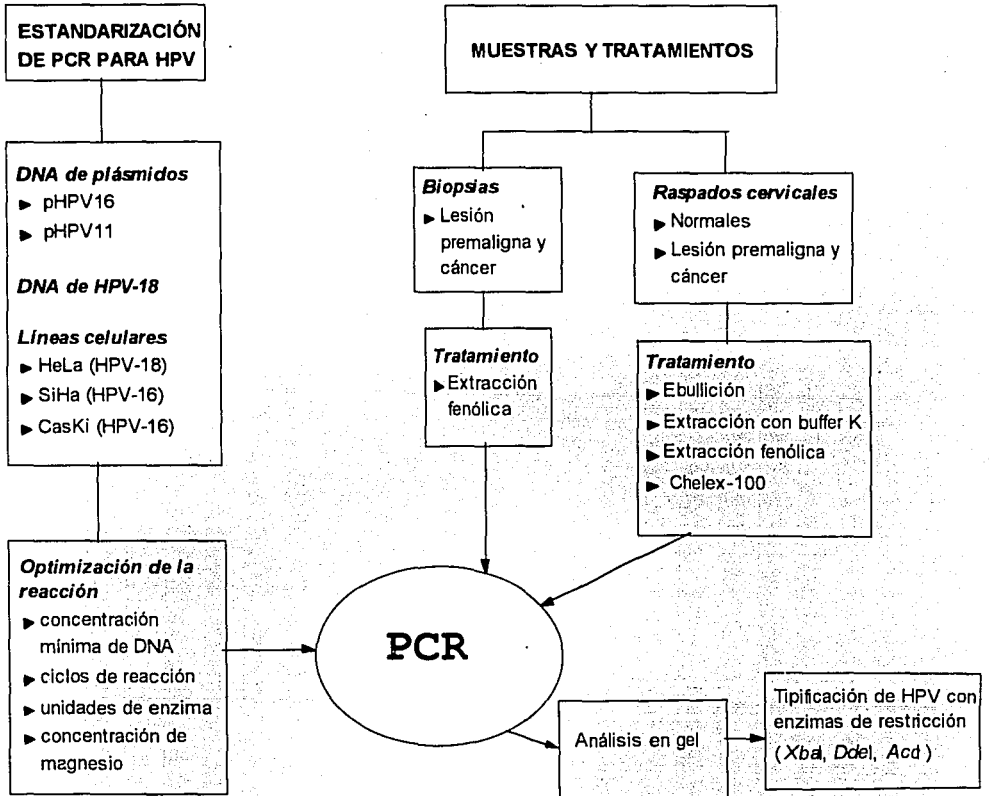 ESTANDARIZACIÓN
DE PCR PARA HPV
DNA de plásmidos
▶ pHPV16
▶ pHPV11
DNA de HPV-18
Líneas celulares
▶ HeLa (HPV-18)
▶ SiHa (HPV-16)
▶ CasKi (HPV-16)
Optimización de la
reacción
▶ concentración
mínima de DNA
▶ ciclos de reacción
▶ unidades de enzima
▶ concentración de
magnesio
MUESTRAS Y TRATAMIENTOS
Biopsias
▶ Lesión
premaligna y
cáncer
Tratamiento
▶ Extracción
fenólica
Raspados cervicales
▶ Normales
▶ Lesión premaligna y
cáncer
Tratamiento
▶ Ebullición
▶ Extracción con buffer K
▶ Extracción fenólica
▶ Chelex-100
PCR
Análisis en gel
Tipificación de HPV con
enzimas de restricción
(XbaI, DdeI, AccI)